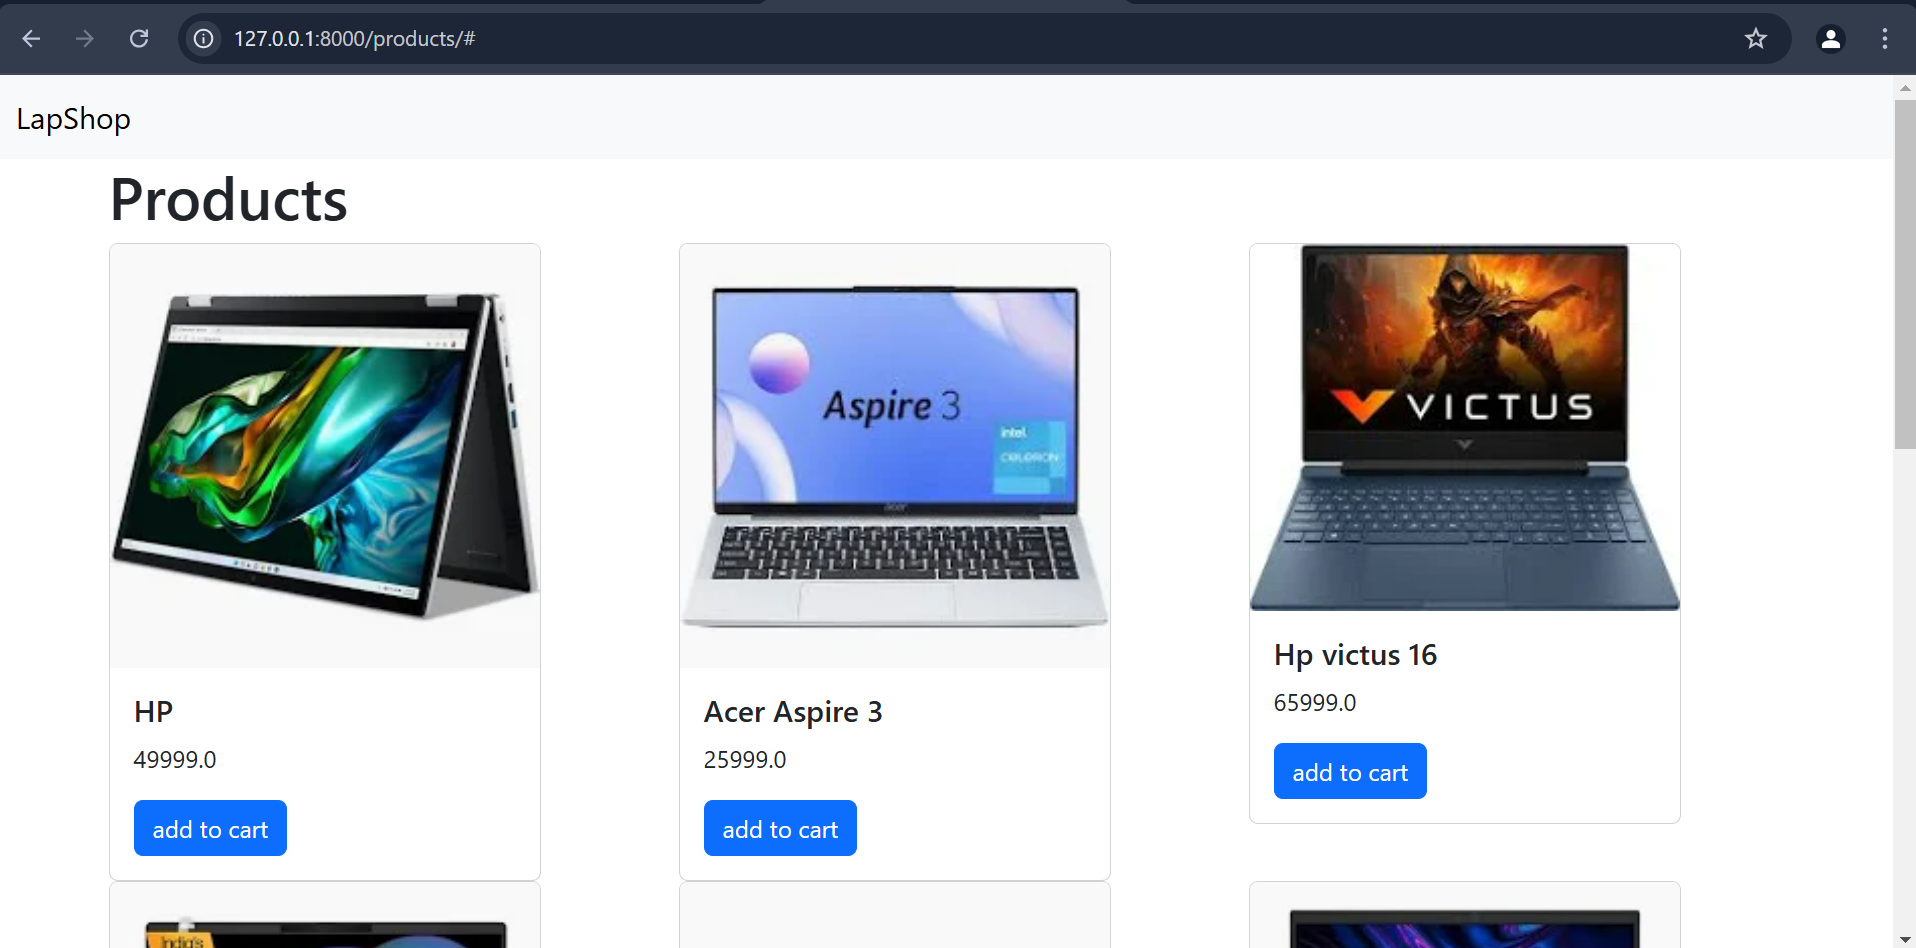 127.0.0.1:8000/products/#
LapShop
Products
Aspire 3
intel
CELERON
acer
VICTUS
HP
49999.0
add to cart
Acer Aspire 3
25999.0
add to cart
Hp victus 16
65999.0
add to cart
India's